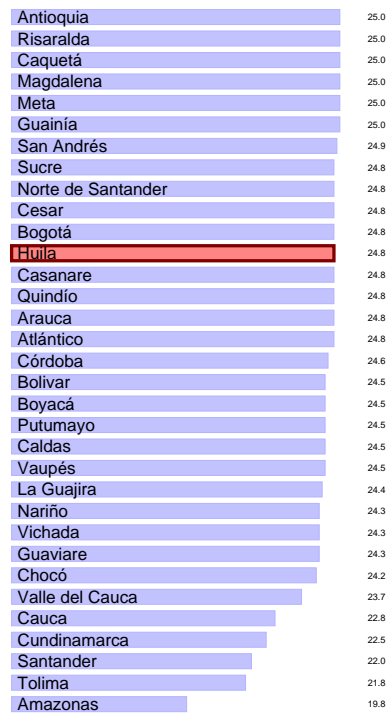 Antioquia 25.0
Risaralda 25.0
Caquetá 25.0
Magdalena 25.0
Meta 25.0
Guainía 25.0
San Andrés 24.9
Sucre 24.8
Norte de Santander 24.8
Cesar 24.8
Bogotá 24.8
Huila 24.8
Casanare 24.8
Quindío 24.8
Arauca 24.8
Atlántico 24.8
Córdoba 24.6
Bolivar 24.5
Boyacá 24.5
Putumayo 24.5
Caldas 24.5
Vaupés 24.5
La Guajira 24.4
Nariño 24.3
Vichada 24.3
Guaviare 24.3
Chocó 24.2
Valle del Cauca 23.7
Cauca 22.8
Cundinamarca 22.5
Santander 22.0
Tolima 21.8
Amazonas 19.8